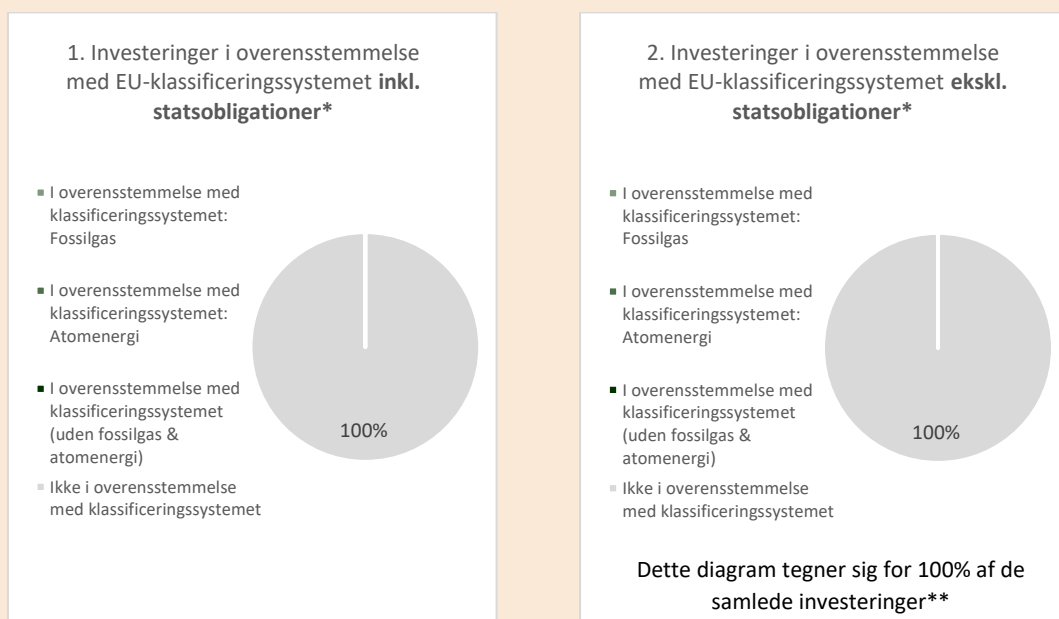 1. Investeringer i overensstemmelse
med EU-klassificeringssystemet inkl.
statsobligationer*
I overensstemmelse med
klassificeringssystemet:
Fossilgas
I overensstemmelse med
klassificeringssystemet:
Atomenergi
I overensstemmelse med
klassificeringssystemet
(uden fossilgas &
atomenergi)
Ikke i overensstemmelse
med klassificeringssystemet
100%
2. Investeringer i overensstemmelse
med EU-klassificeringssystemet ekskl.
statsobligationer*
I overensstemmelse med
klassificeringssystemet:
Fossilgas
I overensstemmelse med
klassificeringssystemet:
Atomenergi
I overensstemmelse med
klassificeringssystemet
(uden fossilgas &
atomenergi)
Ikke i overensstemmelse
med klassificeringssystemet
100%
Dette diagram tegner sig for 100% af de
samlede investeringer**